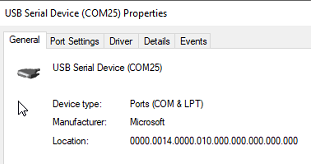 USB Serial Device (COM25) Properties
General Port Settings Driver Details Events
USB Serial Device (COM25)
Device type: Ports (COM & LPT)
Manufacturer: Microsoft
Location: 0000.0014.0000.010.000.000.000.000.000